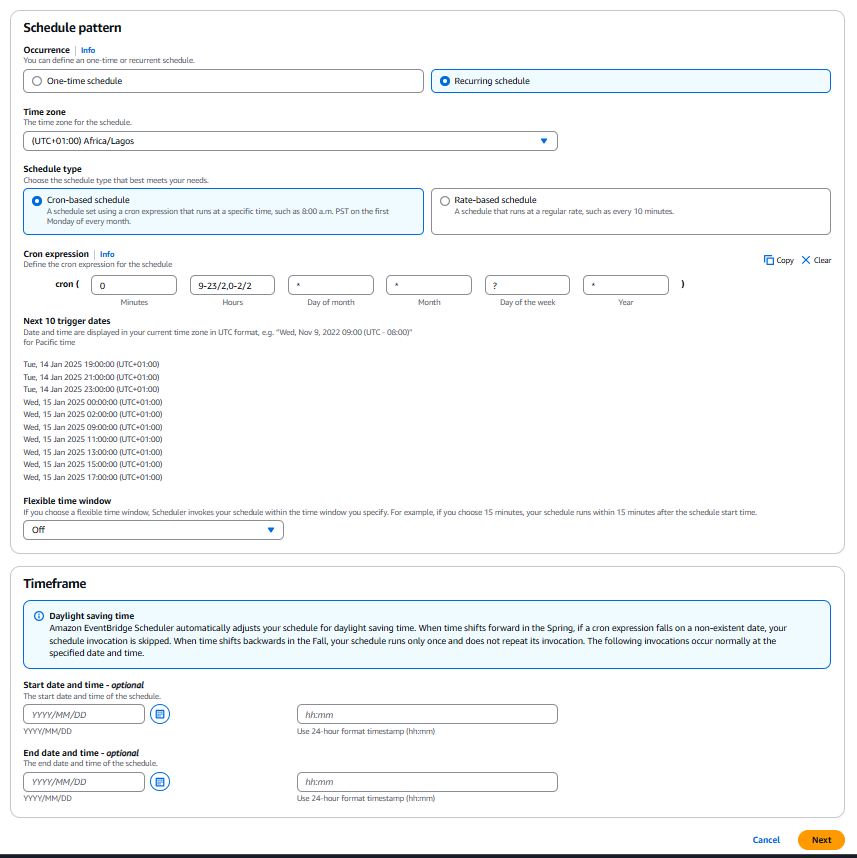 Schedule pattern
Occurrence | Info
You can define an one-time or recurrent schedule.
One-time schedule
Recurring schedule
Time zone
The time zone for the schedule.
(UTC+01:00) Africa/Lagos
Schedule type
Choose the schedule type that best meets your needs.
Cron-based schedule
A schedule set using a cron expression that runs at a specific time, such as 8:00 a.m. PST on the first
Monday of every month.
Rate-based schedule
A schedule that runs at a regular rate, such as every 10 minutes.
Cron expression | Info
Define the cron expression for the schedule
Copy Clear
cron ( 0 9-23/2,0-2/2 * * ? * )
Minutes Hours Day of month Month Day of the week Year
Next 10 trigger dates
Date and time are displayed in your current time zone in UTC format, e.g. "Wed, Nov 9, 2022 09:00 (UTC - 08:00)"
for Pacific time
Tue, 14 Jan 2025 19:00:00 (UTC+01:00)
Tue, 14 Jan 2025 21:00:00 (UTC+01:00)
Tue, 14 Jan 2025 23:00:00 (UTC+01:00)
Wed, 15 Jan 2025 00:00:00 (UTC+01:00)
Wed, 15 Jan 2025 02:00:00 (UTC+01:00)
Wed, 15 Jan 2025 09:00:00 (UTC+01:00)
Wed, 15 Jan 2025 11:00:00 (UTC+01:00)
Wed, 15 Jan 2025 13:00:00 (UTC+01:00)
Wed, 15 Jan 2025 15:00:00 (UTC+01:00)
Wed, 15 Jan 2025 17:00:00 (UTC+01:00)
Flexible time window
If you choose a flexible time window, Scheduler invokes your schedule within the time window you specify. For example, if you choose 15 minutes, your schedule runs within 15 minutes after the schedule start time.
Off
Timeframe
Daylight saving time
Amazon EventBridge Scheduler automatically adjusts your schedule for daylight saving time. When time shifts forward in the Spring, if a cron expression falls on a non-existent date, your
schedule invocation is skipped. When time shifts backwards in the Fall, your schedule runs only once and does not repeat its invocation. The following invocations occur normally at the
specified date and time.
Start date and time - optional
The start date and time of the schedule.
YYYY/MM/DD hh:mm
YYYY/MM/DD Use 24-hour format timestamp (hh:mm)
End date and time - optional
The end date and time of the schedule.
YYYY/MM/DD hh:mm
YYYY/MM/DD Use 24-hour format timestamp (hh:mm)
Cancel Next